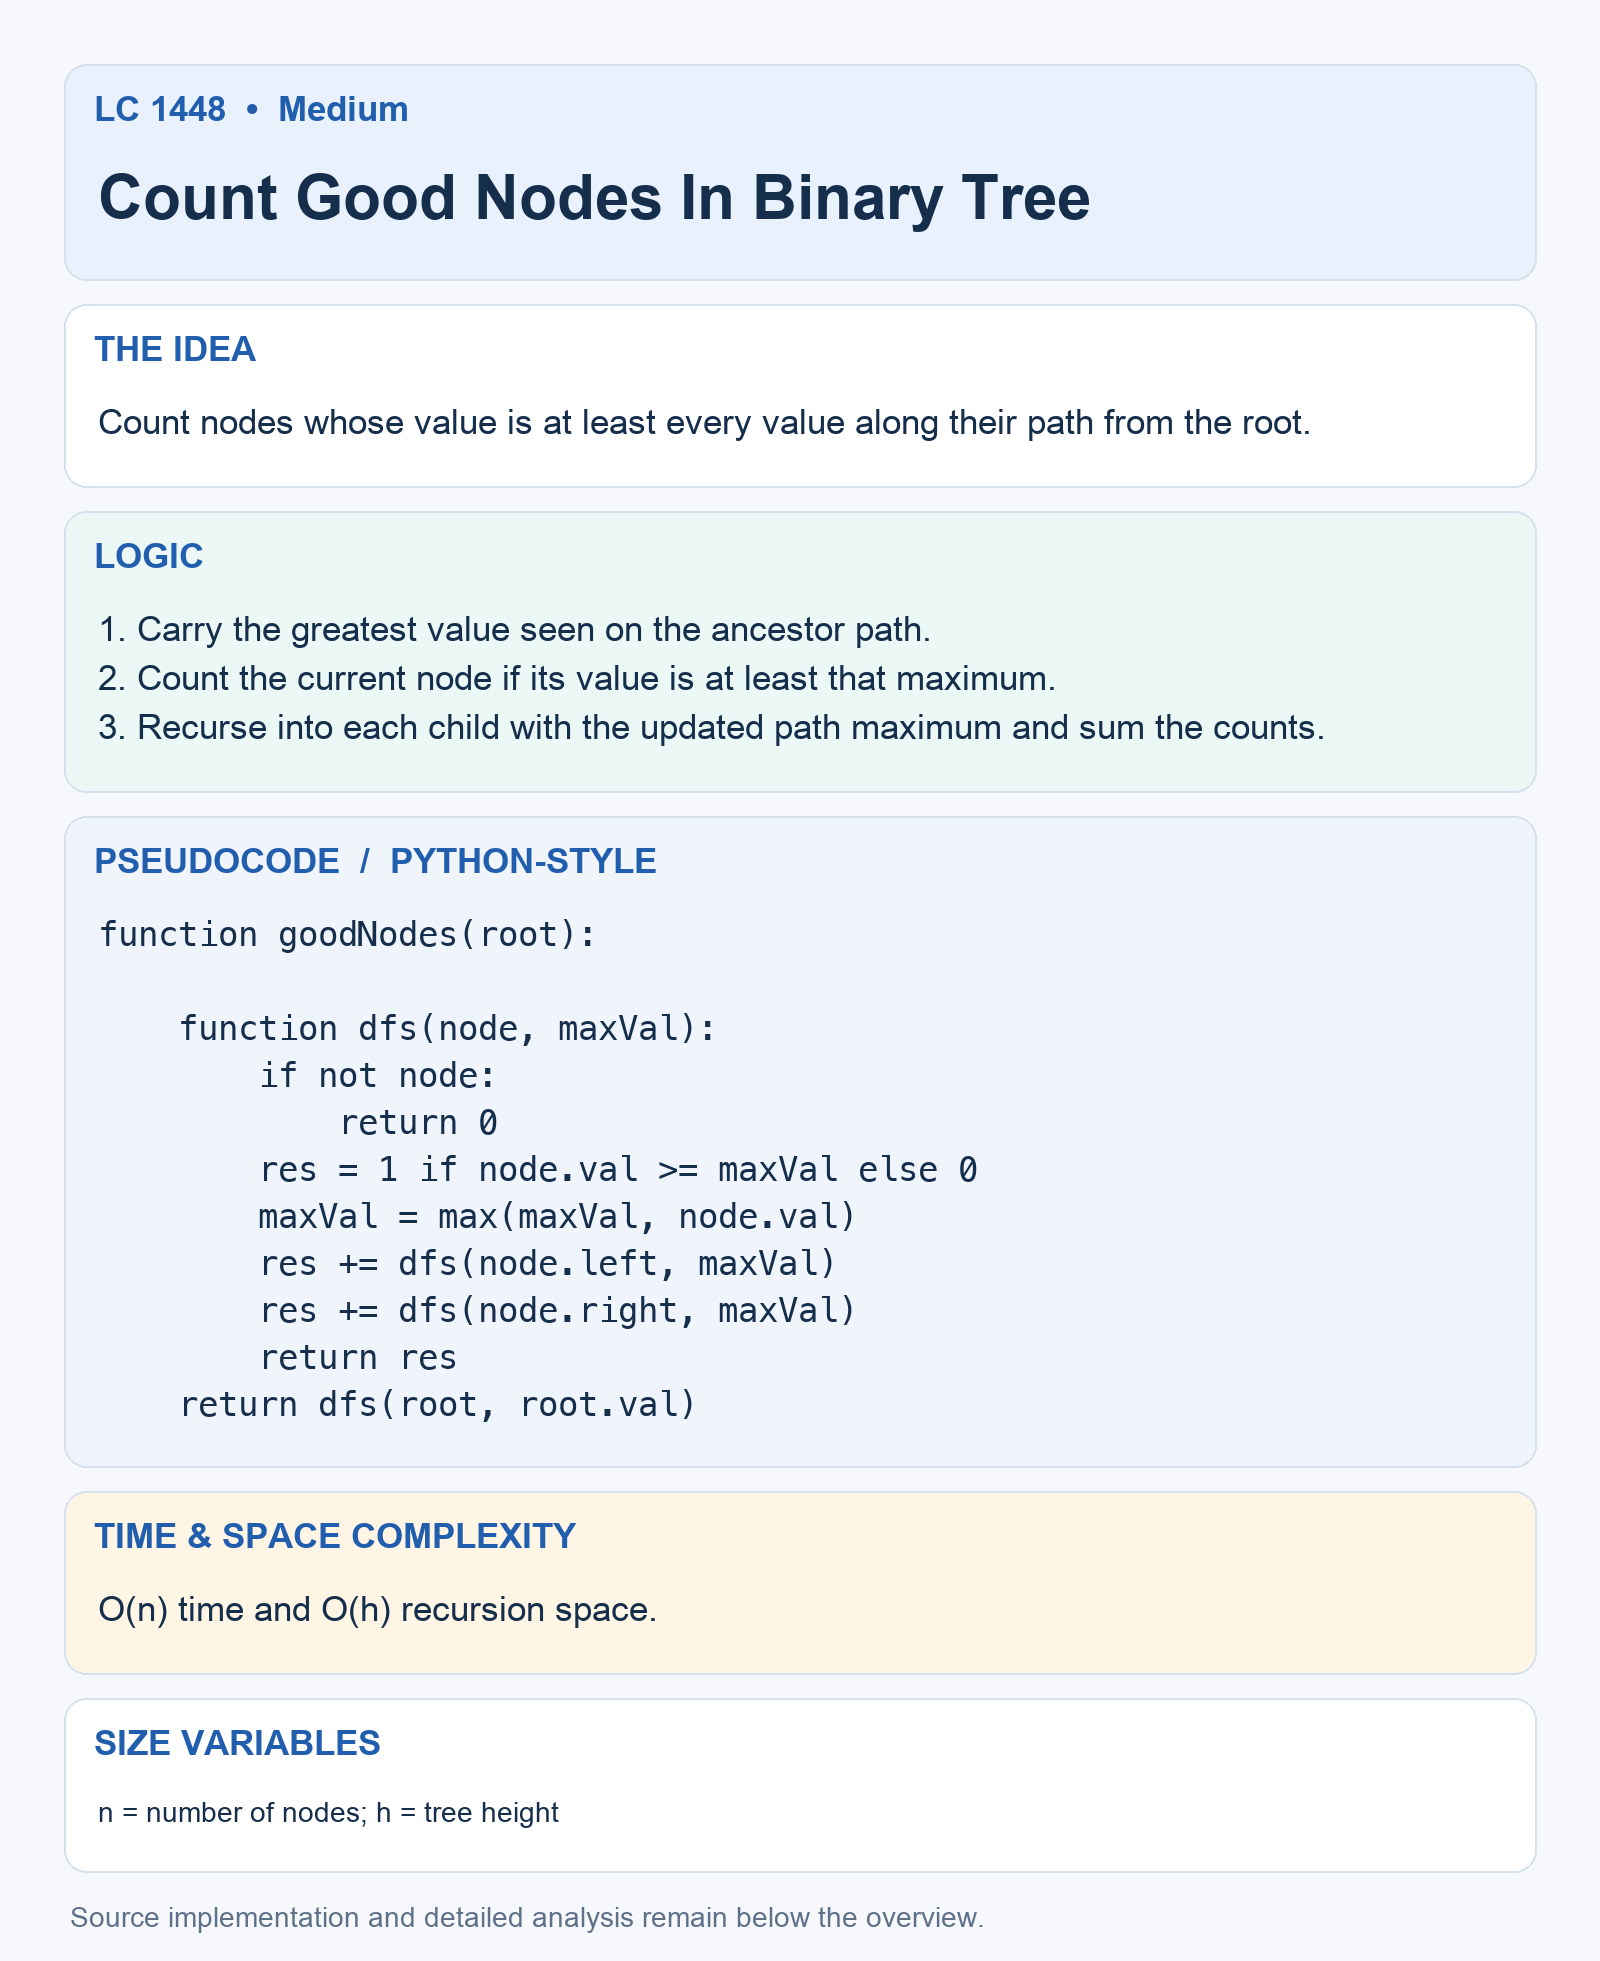 LC 1448 • Medium
Count Good Nodes In Binary Tree
THE IDEA
Count nodes whose value is at least every value along their path from the root.
LOGIC
1. Carry the greatest value seen on the ancestor path.
2. Count the current node if its value is at least that maximum.
3. Recurse into each child with the updated path maximum and sum the counts.
PSEUDOCODE / PYTHON-STYLE
function goodNodes(root):
    function dfs(node, maxVal):
        if not node:
            return 0
        res = 1 if node.val >= maxVal else 0
        maxVal = max(maxVal, node.val)
        res += dfs(node.left, maxVal)
        res += dfs(node.right, maxVal)
        return res
    return dfs(root, root.val)
TIME & SPACE COMPLEXITY
O(n) time and O(h) recursion space.
SIZE VARIABLES
n = number of nodes; h = tree height
Source implementation and detailed analysis remain below the overview.